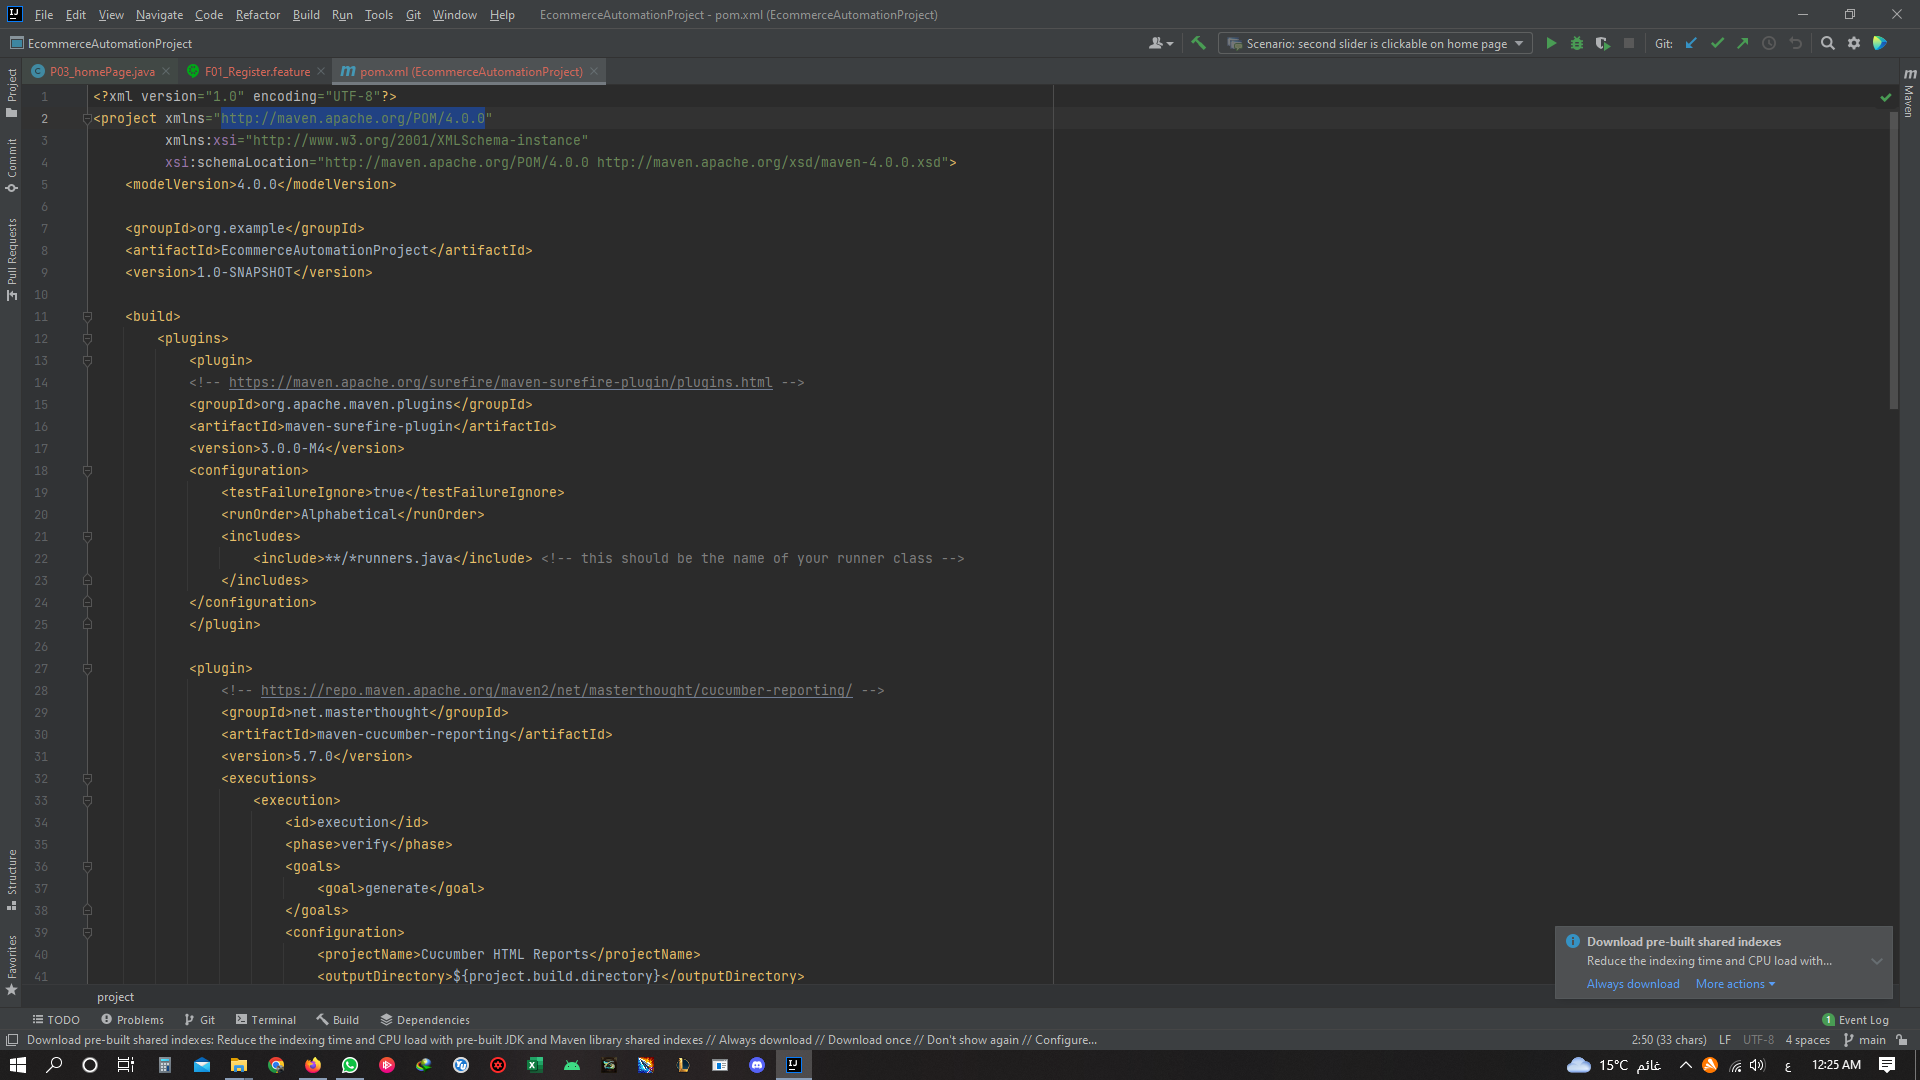 File Edit View Navigate Code Refactor Build Run Tools Git Window Help EcommerceAutomationProject - pom.xml (EcommerceAutomationProject)
EcommerceAutomationProject
Scenario: second slider is clickable on home page
Git:
P03_homePage.java
F01_Register.feature
pom.xml (EcommerceAutomationProject)
Project
Commit
Pull Requests
Structure
Favorites
Maven
1 <?xml version="1.0" encoding="UTF-8"?>
2 <project xmlns="http://maven.apache.org/POM/4.0.0"
3 xmlns:xsi="http://www.w3.org/2001/XMLSchema-instance"
4 xsi:schemaLocation="http://maven.apache.org/POM/4.0.0 http://maven.apache.org/xsd/maven-4.0.0.xsd">
5 <modelVersion>4.0.0</modelVersion>
6
7 <groupId>org.example</groupId>
8 <artifactId>EcommerceAutomationProject</artifactId>
9 <version>1.0-SNAPSHOT</version>
10
11 <build>
12 <plugins>
13 <plugin>
14 <!-- https://maven.apache.org/surefire/maven-surefire-plugin/plugins.html -->
15 <groupId>org.apache.maven.plugins</groupId>
16 <artifactId>maven-surefire-plugin</artifactId>
17 <version>3.0.0-M4</version>
18 <configuration>
19 <testFailureIgnore>true</testFailureIgnore>
20 <runOrder>Alphabetical</runOrder>
21 <includes>
22 <include>**/*runners.java</include> <!-- this should be the name of your runner class -->
23 </includes>
24 </configuration>
25 </plugin>
26
27 <plugin>
28 <!-- https://repo.maven.apache.org/maven2/net/masterthought/cucumber-reporting/ -->
29 <groupId>net.masterthought</groupId>
30 <artifactId>maven-cucumber-reporting</artifactId>
31 <version>5.7.0</version>
32 <executions>
33 <execution>
34 <id>execution</id>
35 <phase>verify</phase>
36 <goals>
37 <goal>generate</goal>
38 </goals>
39 <configuration>
40 <projectName>Cucumber HTML Reports</projectName>
41 <outputDirectory>${project.build.directory}</outputDirectory>
Download pre-built shared indexes
Reduce the indexing time and CPU load with...
Always download More actions
project
TODO Problems Git Terminal Build Dependencies
1 Event Log
Download pre-built shared indexes: Reduce the indexing time and CPU load with pre-built JDK and Maven library shared indexes // Always download // Download once // Don't show again // Configure...
2:50 (33 chars) LF UTF-8 4 spaces main
15°C غائم
ع
12:25 AM